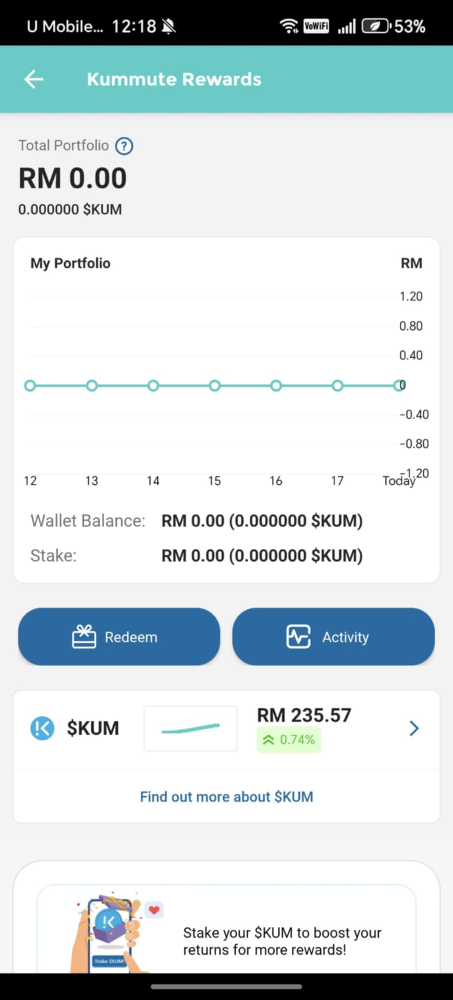 U Mobile... 12:18 VoWiFi 53%
Kummute Rewards
Total Portfolio ?
RM 0.00
0.000000 $KUM
My Portfolio RM
1.20
0.80
0.40
0
-0.40
-0.80
-1.20
12 13 14 15 16 17 Today
Wallet Balance: RM 0.00 (0.000000 $KUM)
Stake: RM 0.00 (0.000000 $KUM)
Redeem Activity
$KUM RM 235.57
0.74%
Find out more about $KUM
Stake your $KUM to boost your
returns for more rewards!
Stake $KUM!